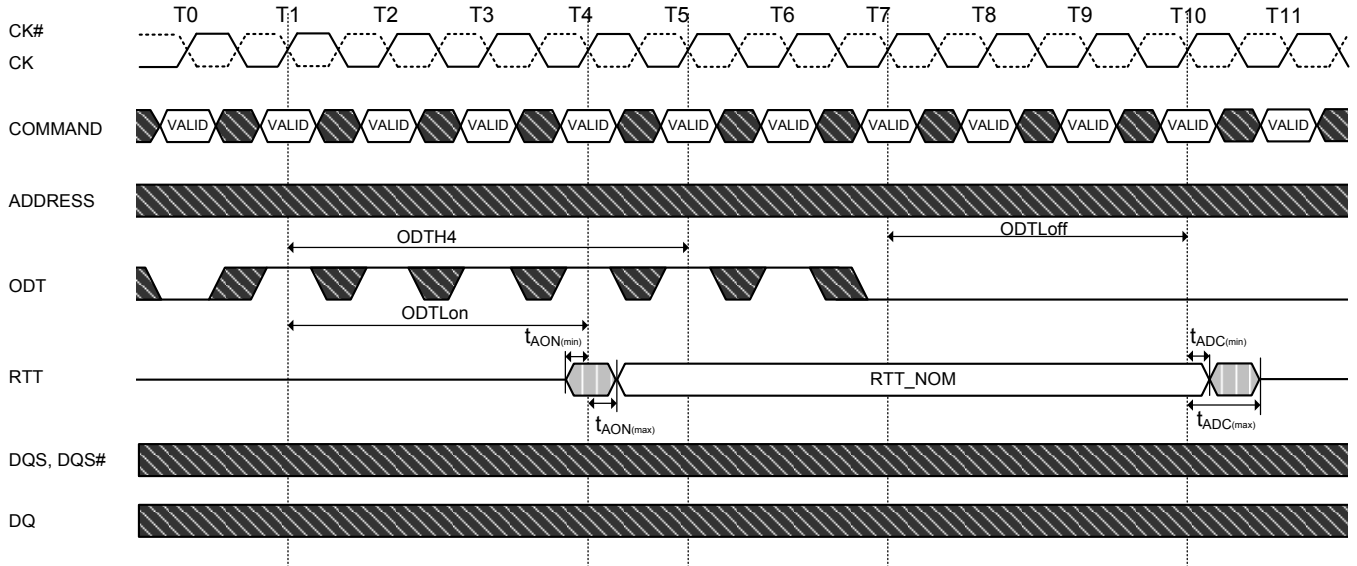 T0 T1 T2 T3 T4 T5 T6 T7 T8 T9 T10 T11
CK#
CK
COMMAND VALID VALID VALID VALID VALID VALID VALID VALID VALID VALID VALID VALID
ADDRESS
ODTH4 ODTLoff
ODT
ODTLon
tAON(min) tADC(min)
RTT RTT_NOM
tAON(max) tADC(max)
DQS, DQS#
DQ